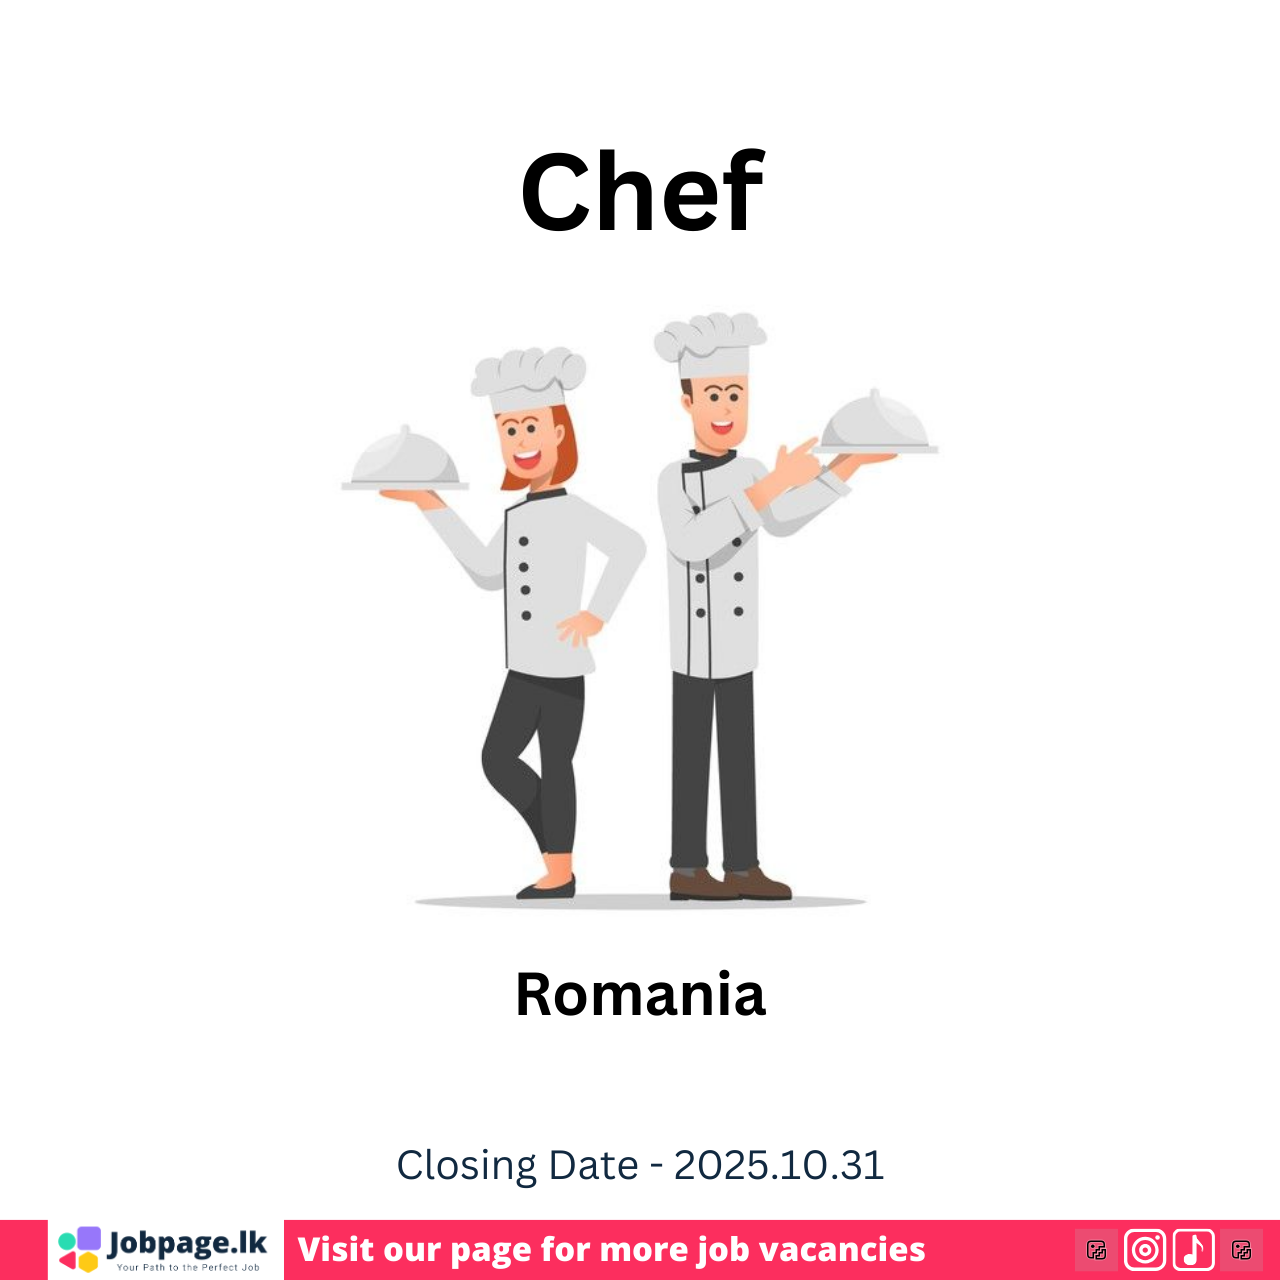 Chef
Romania
Closing Date - 2025.10.31
Jobpage.lk
Your Path to the Perfect Job
Visit our page for more job vacancies